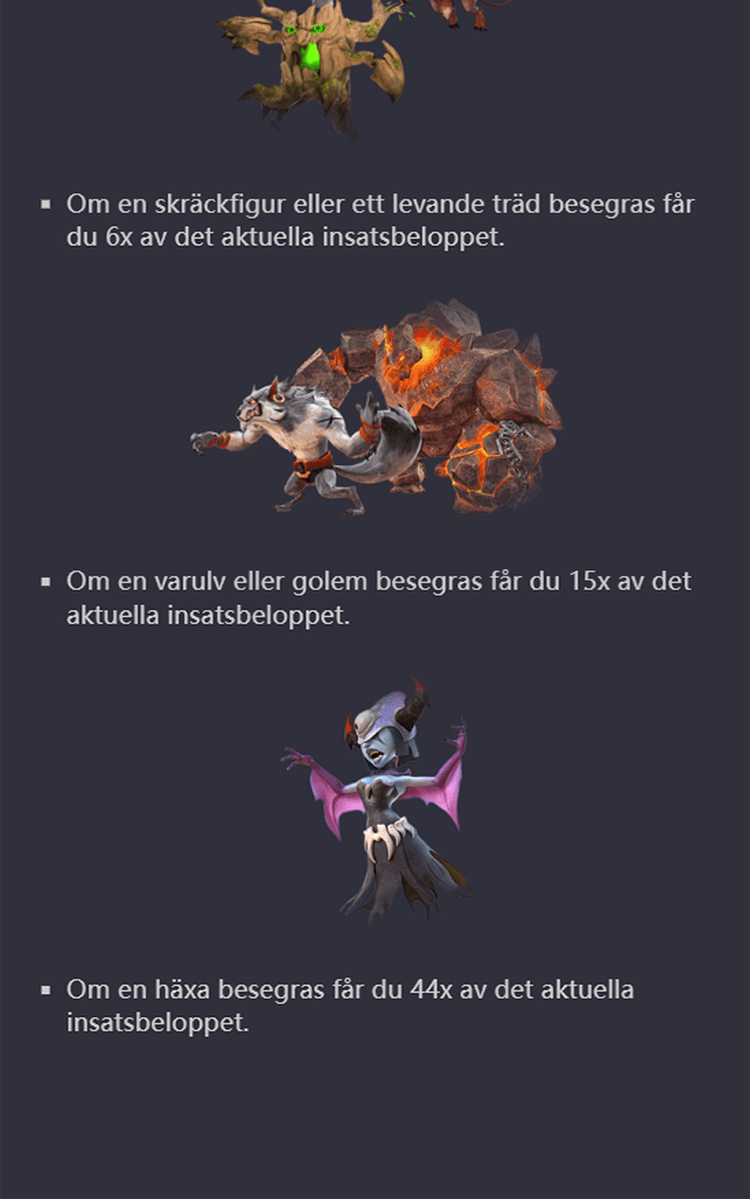 ▪ Om en skräckfigur eller ett levande träd besegras får
du 6x av det aktuella insatsbeloppet.
▪ Om en varulv eller golem besegras får du 15x av det
aktuella insatsbeloppet.
▪ Om en häxa besegras får du 44x av det aktuella
insatsbeloppet.